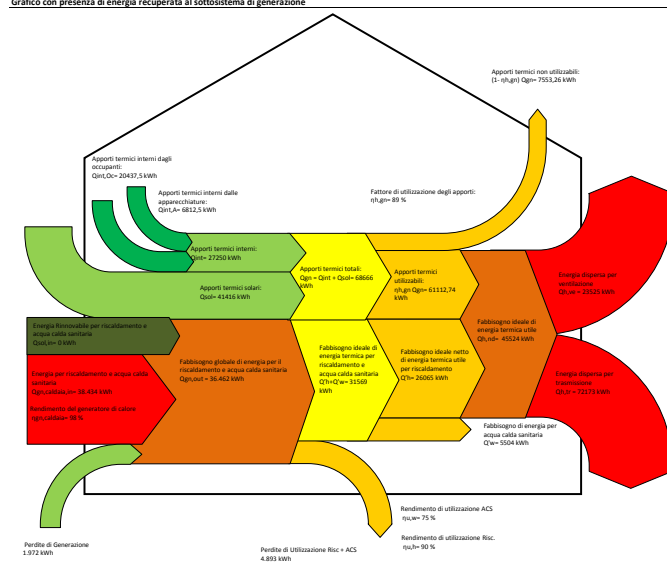 Grafico con presenza di energia recuperata al sottosistema di generazione
Apporti termici non utilizzabili:
(1- ηh,gn) Qgn= 7553,26 kWh
Apporti termici interni dagli
occupanti:
Qint,Oc= 20437,5 kWh
Apporti termici interni dalle
apparecchiature:
Qint,A= 6812,5 kWh
Fattore di utilizzazione degli apporti:
ηh,gn= 89 %
Apporti termici interni:
Qint= 27250 kWh
Apporti termici solari:
Qsol= 41416 kWh
Apporti termici totali:
Qgn = Qint + Qsol= 68666
kWh
Apporti termici
utilizzabili:
ηh,gn Qgn= 61112,74
kWh
Energia dispersa per
ventilazione
Qh,ve= 29523 kWh
Fabbisogno ideale di
energia termica utile
Qh,nd= 45524 kWh
Energia Rinnovabile per riscaldamento e
acqua calda sanitaria
Qsol,in= 0 kWh
Energia per riscaldamento e acqua calda
sanitaria
Qgn,caldaia,in= 38.434 kWh
Rendimento del generatore di calore
ηgn,caldaia= 98 %
Fabbisogno globale di energia per il
riscaldamento e acqua calda sanitaria
Qgn,out = 36.462 kWh
Fabbisogno ideale di
energia termica per
riscaldamento e
acqua calda sanitaria
Q'h+Q'w= 31569
kWh
Fabbisogno ideale netto
di energia termica utile
per riscaldamento
Q'h= 26065 kWh
Energia dispersa per
trasmissione
Qh,tr= 72173 kWh
Fabbisogno di energia per
acqua calda sanitaria
Q'w= 5504 kWh
Rendimento di utilizzazione ACS
ηu,w= 75 %
Rendimento di utilizzazione Risc.
ηu,h= 90 %
Perdite di Generazione
1.972 kWh
Perdite di Utilizzazione Risc + ACS
4.893 kWh